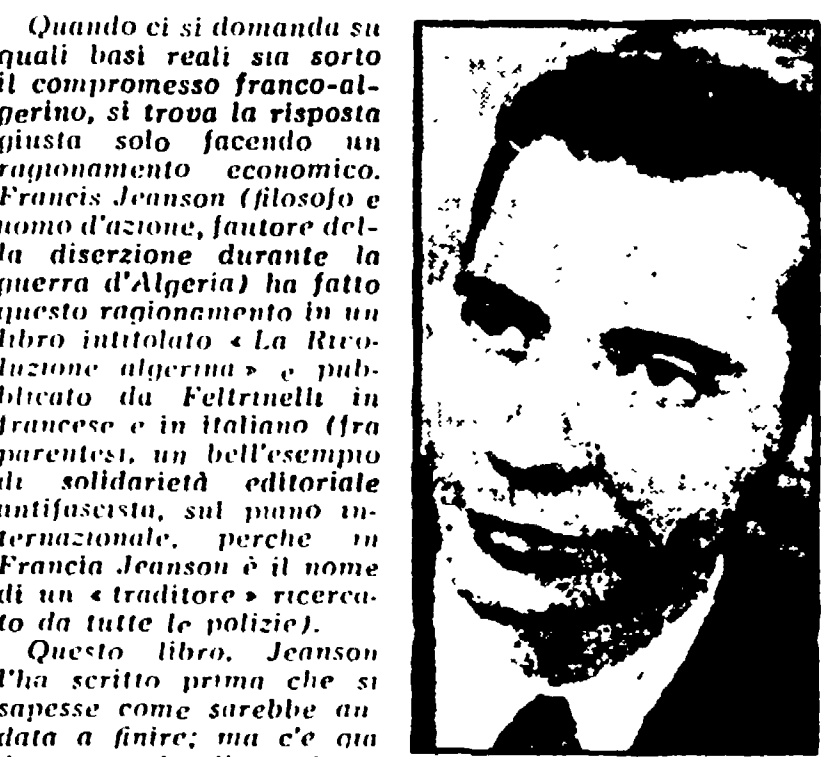 Quando ci si domanda su
quali basi reali sia sorto
il compromesso franco-al-
gerino, si trova la risposta
giusta solo facendo un
ragionamento economico.
Francis Jeanson (filosofo e
uomo d'azione, fautore del-
la diserzione durante la
guerra d'Algeria) ha fatto
questo ragionamento in un
libro intitolato « La Rivo-
luzione algerina » e pub-
blicato da Feltrinelli in
francese e in italiano (fra
parentesi, un bell'esempio
di solidarietà editoriale
antifascista, sul piano in-
ternazionale, perche in
Francia Jeanson è il nome
di un « traditore » ricerca-
to da tutte le polizie).
Questo libro, Jeanson
l'ha scritto prima che si
sapesse come sarebbe an-
data a finire; ma c'e già